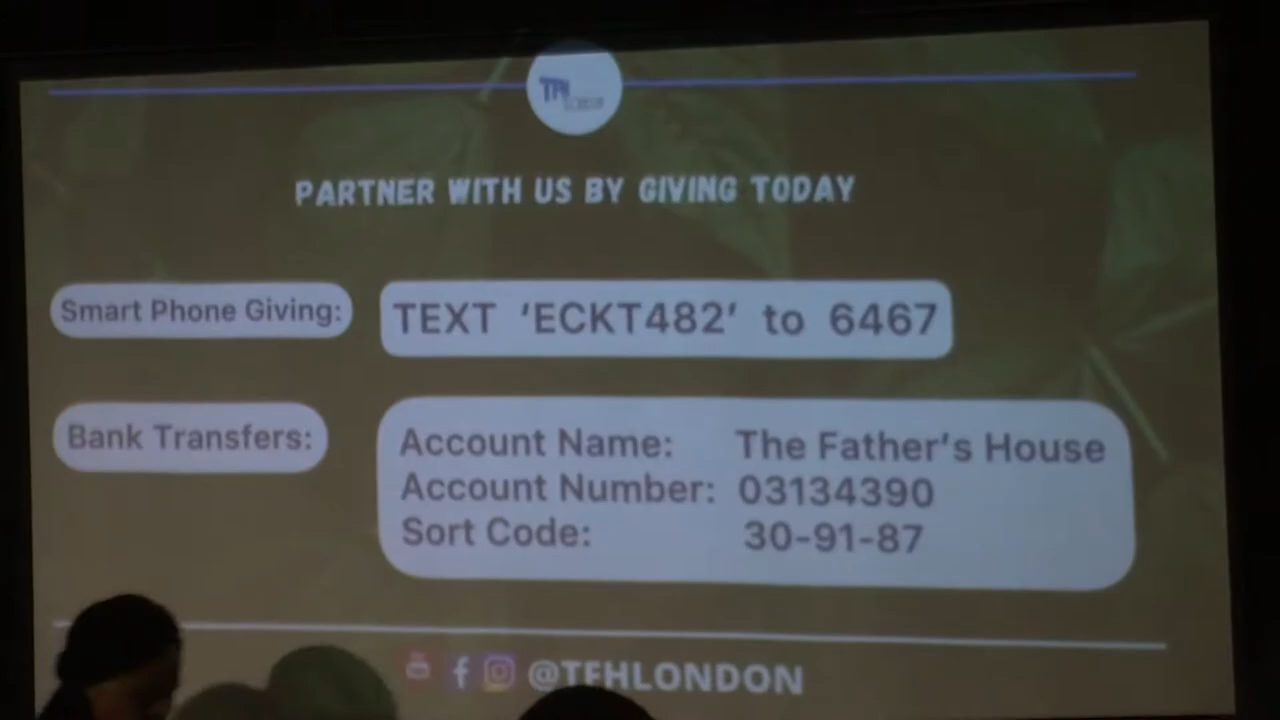 TFH
PARTNER WITH US BY GIVING TODAY
Smart Phone Giving: TEXT 'ECKT482' to 6467
Bank Transfers:
Account Name: The Father's House
Account Number: 03134390
Sort Code: 30-91-87
@TFHLONDON